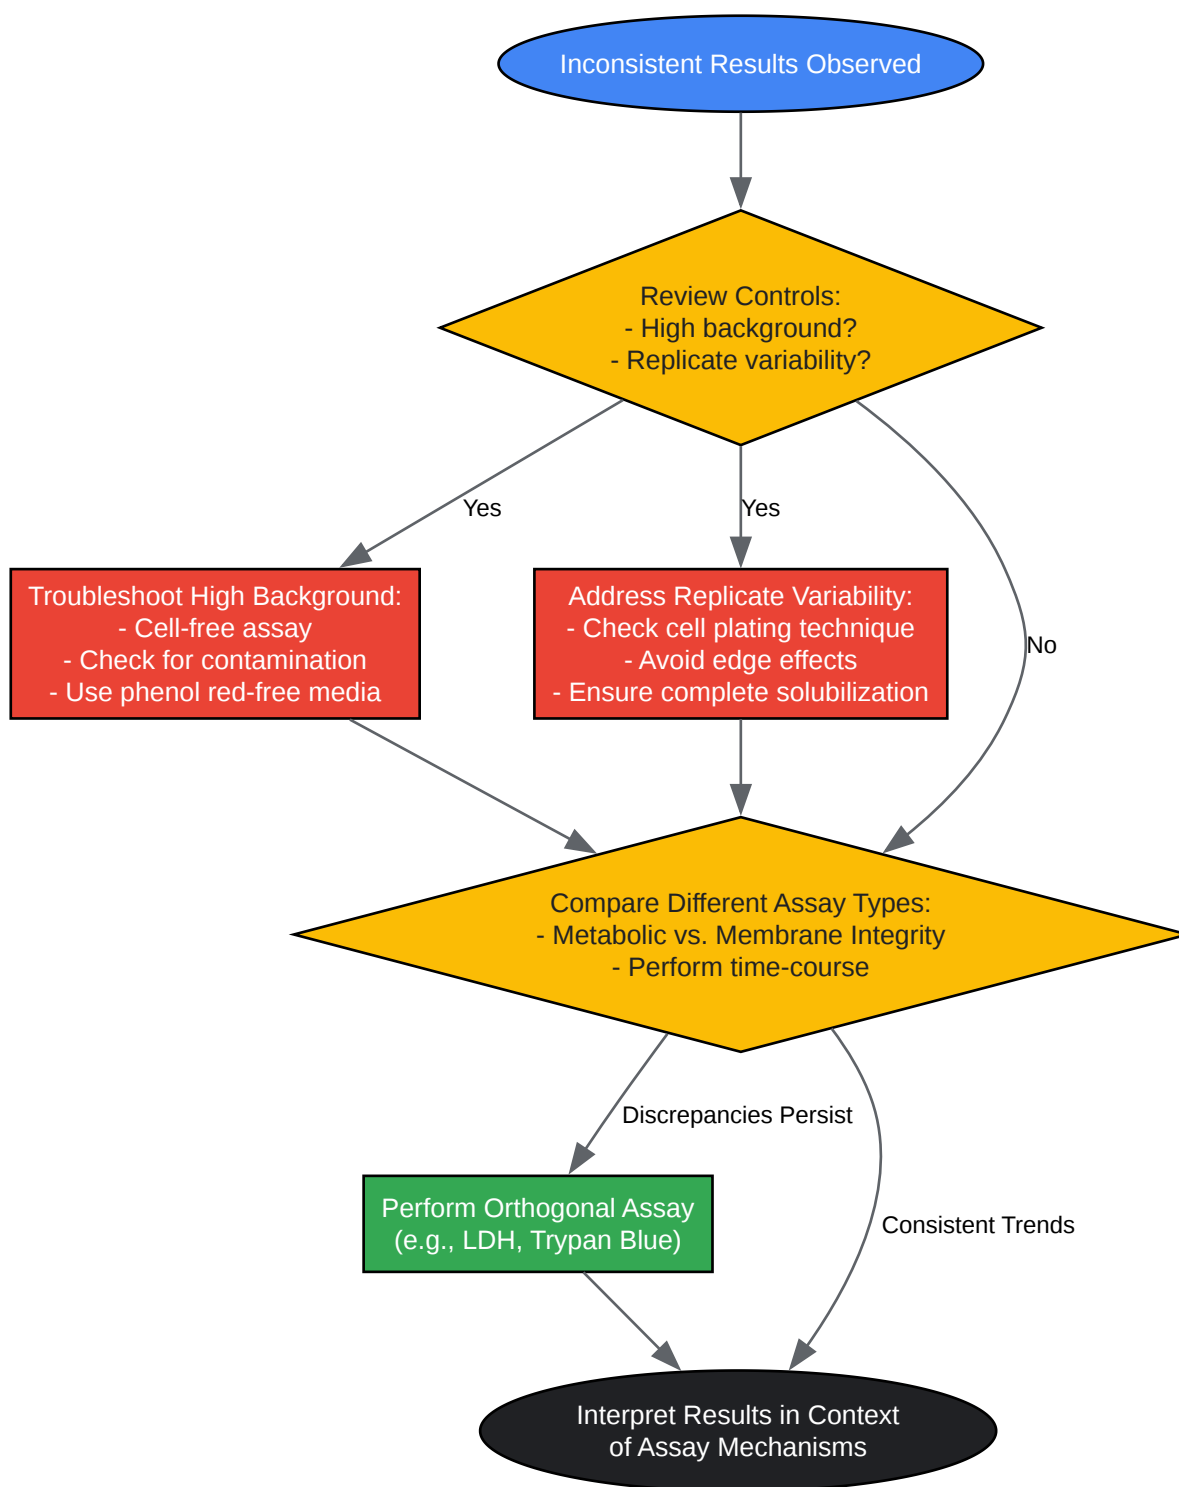 Inconsistent Results Observed
Review Controls:
- High background?
- Replicate variability?
Yes
Yes
No
Troubleshoot High Background:
- Cell-free assay
- Check for contamination
- Use phenol red-free media
Address Replicate Variability:
- Check cell plating technique
- Avoid edge effects
- Ensure complete solubilization
Compare Different Assay Types:
- Metabolic vs. Membrane Integrity
- Perform time-course
Discrepancies Persist
Consistent Trends
Perform Orthogonal Assay
(e.g., LDH, Trypan Blue)
Interpret Results in Context
of Assay Mechanisms